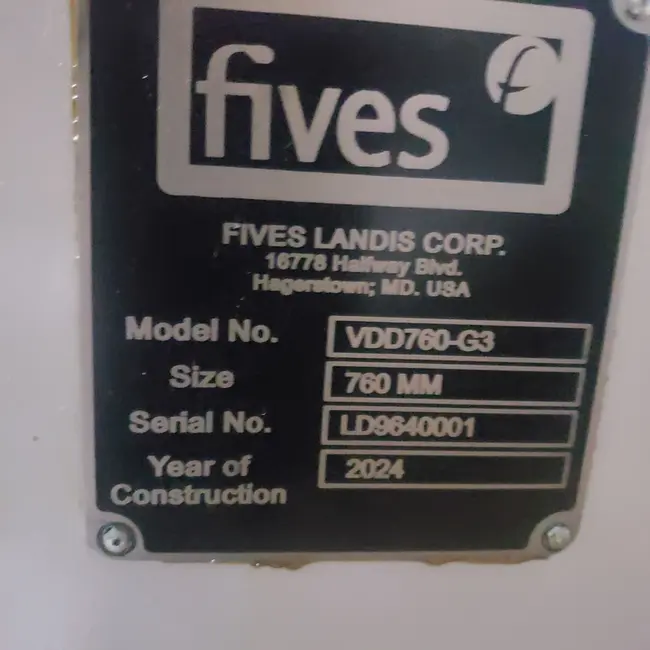 fives
FIVES LANDIS CORP.
16778 Halfway Blvd.
Hagerstown; MD. USA
Model No. VDD760-G3
Size 760 MM
Serial No. LD9640001
Year of
Construction 2024